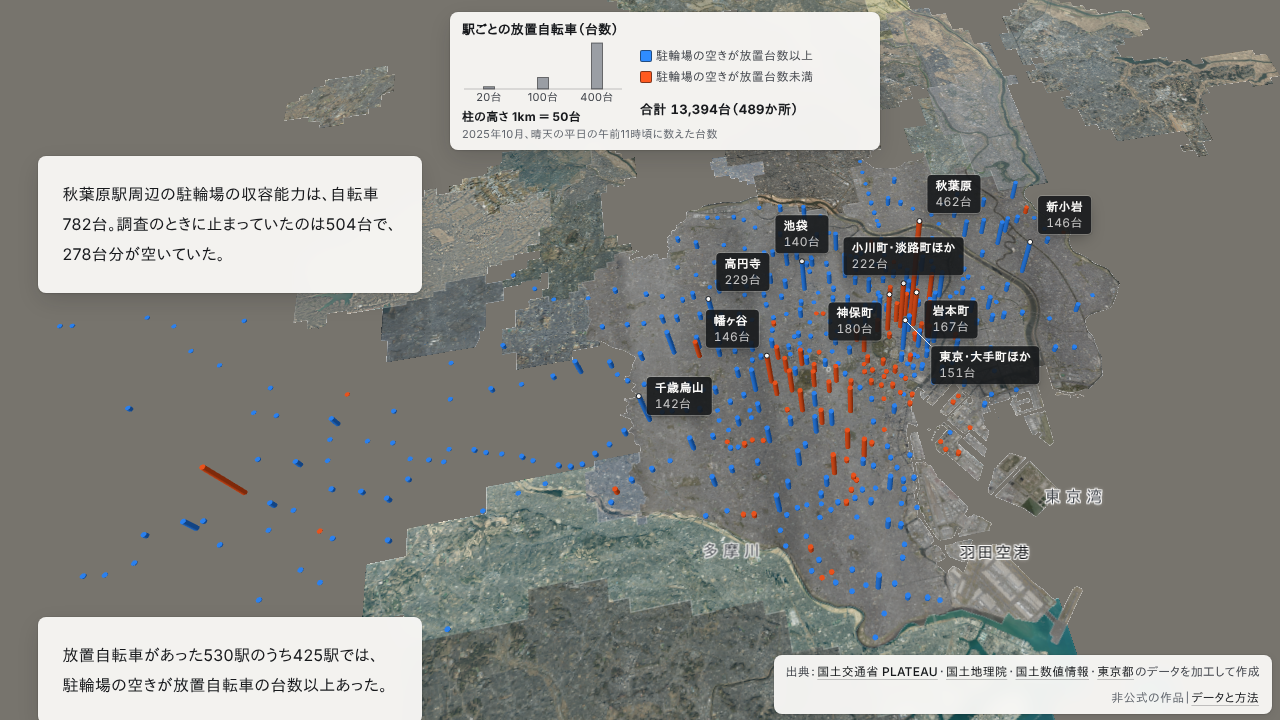 駅ごとの放置自転車（台数）
20台
100台
400台
駐輪場の空きが放置台数以上
駐輪場の空きが放置台数未満
合計 13,394台（489か所）
柱の高さ 1km ＝ 50台
2025年10月、晴天の平日の午前11時頃に数えた台数
秋葉原駅周辺の駐輪場の収容能力は、自転車
782台。調査のときに止まっていたのは504台で、
278台分が空いていた。
秋葉原
462台
新小岩
146台
池袋
140台
小川町・淡路町ほか
222台
高円寺
229台
幡ヶ谷
146台
神保町
180台
岩本町
167台
東京・大手町ほか
151台
千歳烏山
142台
東京湾
羽田空港
多摩川
放置自転車があった530駅のうち425駅では、
駐輪場の空きが放置自転車の台数以上あった。
出典：国土交通省 PLATEAU・国土地理院・国土数値情報・東京都のデータを加工して作成
非公式の作品|データと方法